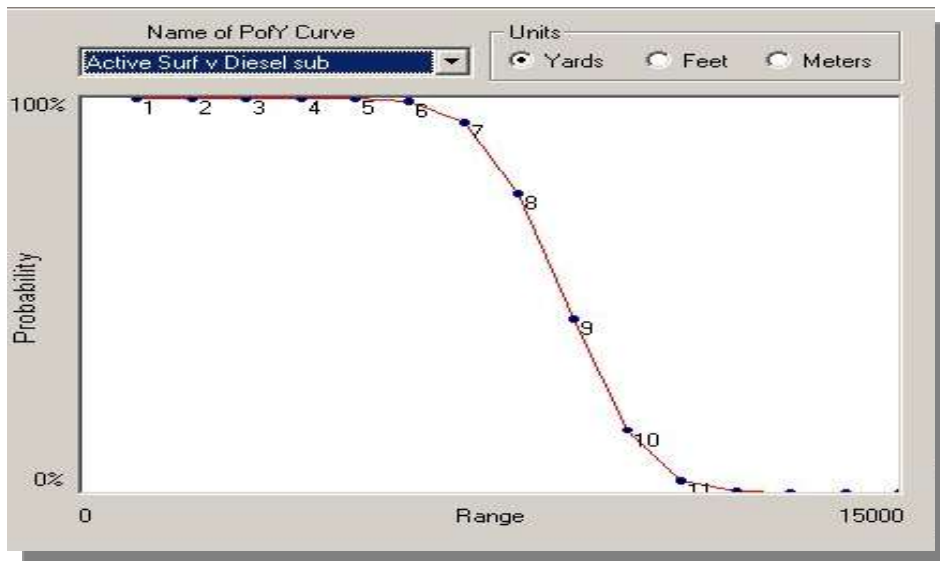 Name of PofY Curve
Active Surf v Diesel sub
Units
Yards Feet Meters
100%
1 2 3 4 5 6 7 8 9 10 11
Probability
0%
0 Range 15000